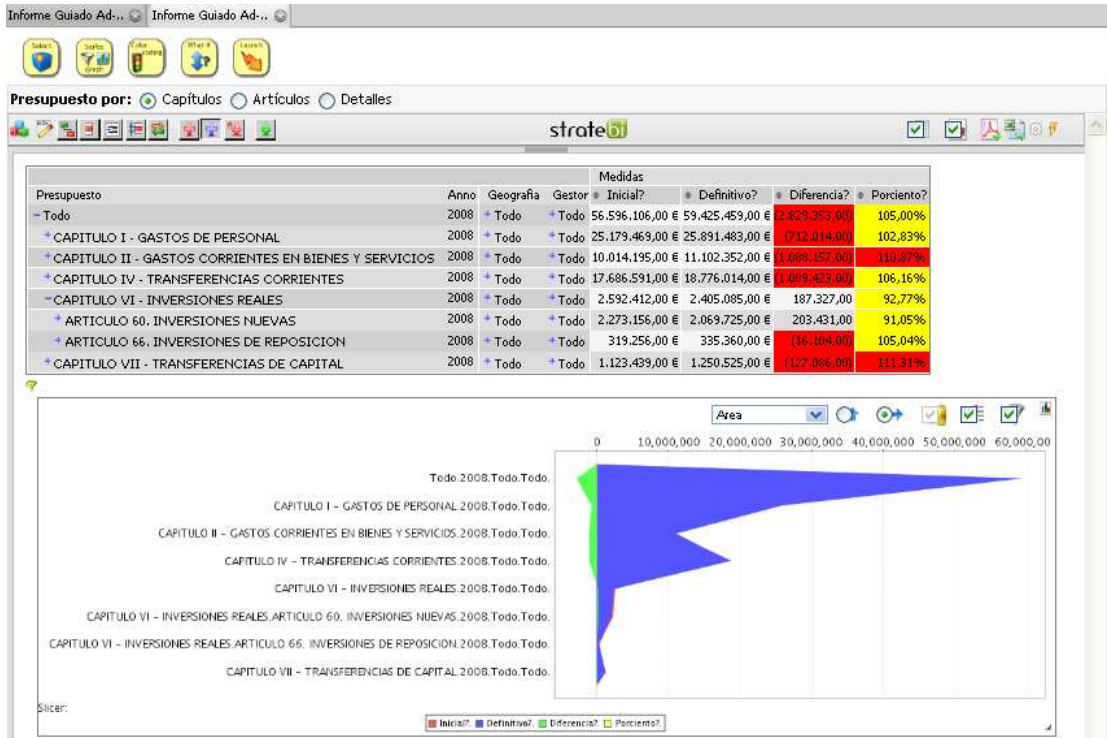 Informe Guiado Ad-.. Informe Guiado Ad-..
Select Series Graph Color coding What if Launch
Presupuesto por: Capítulos Artículos Detalles
stratebi
Medidas
Presupuesto Anno Geografia Gestor Inicial? Definitivo? Diferencia? Porciento?
- Todo 2008 + Todo + Todo 56.596.106,00 € 59.425.459,00 € (2.829.353,00) 105,00%
+ CAPITULO I - GASTOS DE PERSONAL 2008 + Todo + Todo 25.179.469,00 € 25.891.483,00 € (712.014,00) 102,83%
+ CAPITULO II - GASTOS CORRIENTES EN BIENES Y SERVICIOS 2008 + Todo + Todo 10.014.195,00 € 11.102.352,00 € (1.088.157,00) 110,87%
+ CAPITULO IV - TRANSFERENCIAS CORRIENTES 2008 + Todo + Todo 17.686.591,00 € 18.776.014,00 € (1.089.423,00) 106,16%
- CAPITULO VI - INVERSIONES REALES 2008 + Todo + Todo 2.592.412,00 € 2.405.085,00 € 187.327,00 92,77%
+ ARTICULO 60. INVERSIONES NUEVAS 2008 + Todo + Todo 2.273.156,00 € 2.069.725,00 € 203.431,00 91,05%
+ ARTICULO 66. INVERSIONES DE REPOSICION 2008 + Todo + Todo 319.256,00 € 335.360,00 € (16.104,00) 105,04%
+ CAPITULO VII - TRANSFERENCIAS DE CAPITAL 2008 + Todo + Todo 1.123.439,00 € 1.250.525,00 € (127.086,00) 111,31%
Area
0 10,000,000 20,000,000 30,000,000 40,000,000 50,000,000 60,000,00
Todo.2008.Todo.Todo.
CAPITULO I - GASTOS DE PERSONAL.2008.Todo.Todo.
CAPITULO II - GASTOS CORRIENTES EN BIENES Y SERVICIOS.2008.Todo.Todo.
CAPITULO IV - TRANSFERENCIAS CORRIENTES.2008.Todo.Todo.
CAPITULO VI - INVERSIONES REALES.2008.Todo.Todo.
CAPITULO VI - INVERSIONES REALES.ARTICULO 60. INVERSIONES NUEVAS.2008.Todo.Todo.
CAPITULO VI - INVERSIONES REALES.ARTICULO 66. INVERSIONES DE REPOSICION.2008.Todo.Todo.
CAPITULO VII - TRANSFERENCIAS DE CAPITAL.2008.Todo.Todo.
Slicer:
Inicial?. Definitivo?. Diferencia?. Porciento?.